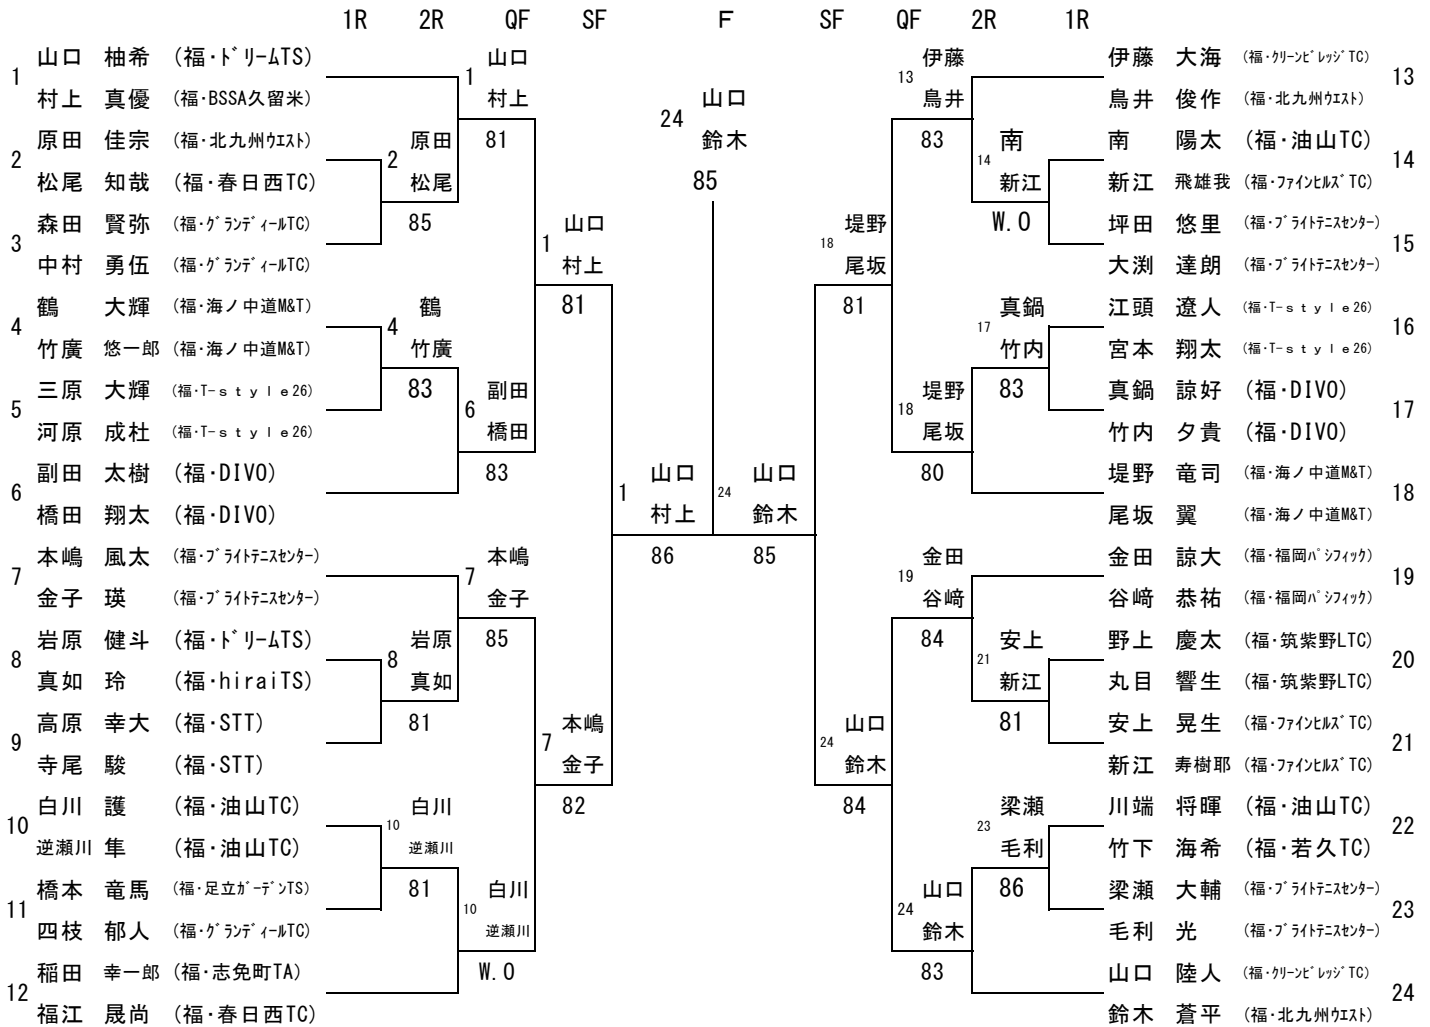 1R 2R QF SF F SF QF 2R 1R
1 山口 柚希 (福・ドリームTS)
村上 真優 (福・BSSA久留米)
2 原田 佳宗 (福・北九州ウエスト)
松尾 知哉 (福・春日西TC)
3 森田 賢弥 (福・グランディールTC)
中村 勇伍 (福・グランディールTC)
4 鶴 大輝 (福・海ノ中道M&T)
竹廣 悠一郎 (福・海ノ中道M&T)
5 三原 大輝 (福・T-ｓｔｙｌｅ26)
河原 成杜 (福・T-ｓｔｙｌｅ26)
6 副田 太樹 (福・DIVO)
橋田 翔太 (福・DIVO)
7 本嶋 風太 (福・ブライトテニスセンター)
金子 瑛 (福・ブライトテニスセンター)
8 岩原 健斗 (福・ドリームTS)
真如 玲 (福・hiraiTS)
9 高原 幸大 (福・STT)
寺尾 駿 (福・STT)
10 白川 護 (福・油山TC)
逆瀬川 隼 (福・油山TC)
11 橋本 竜馬 (福・足立ガーデンTS)
四枝 郁人 (福・グランディールTC)
12 稲田 幸一郎 (福・志免町TA)
福江 晟尚 (福・春日西TC)
2 原田
松尾
85
4 鶴
竹廣
83
8 岩原
真如
81
10 白川
逆瀬川
81
1 山口
村上
81
6 副田
橋田
83
7 本嶋
金子
85
10 白川
逆瀬川
W.O
1 山口
村上
81
7 本嶋
金子
82
1 山口
村上
86
24 山口
鈴木
85
24 山口
鈴木
85
18 堤野
尾坂
81
24 山口
鈴木
84
13 伊藤
鳥井
83
18 堤野
尾坂
80
19 金田
谷﨑
84
24 山口
鈴木
83
14 南
新江
W.O
17 真鍋
竹内
83
21 安上
新江
81
23 梁瀬
毛利
86
伊藤 大海 (福・クリーンビレッジTC) 13
鳥井 俊作 (福・北九州ウエスト)
南 陽太 (福・油山TC) 14
新江 飛雄我 (福・ファインヒルズTC)
坪田 悠里 (福・ブライトテニスセンター) 15
大渕 達朗 (福・ブライトテニスセンター)
江頭 遼人 (福・T-ｓｔｙｌｅ26) 16
宮本 翔太 (福・T-ｓｔｙｌｅ26)
真鍋 諒好 (福・DIVO) 17
竹内 夕貴 (福・DIVO)
堤野 竜司 (福・海ノ中道M&T) 18
尾坂 翼 (福・海ノ中道M&T)
金田 諒大 (福・福岡パシフィック) 19
谷﨑 恭祐 (福・福岡パシフィック)
野上 慶太 (福・筑紫野LTC) 20
丸目 響生 (福・筑紫野LTC)
安上 晃生 (福・ファインヒルズTC) 21
新江 寿樹耶 (福・ファインヒルズTC)
川端 将暉 (福・油山TC) 22
竹下 海希 (福・若久TC)
梁瀬 大輔 (福・ブライトテニスセンター) 23
毛利 光 (福・ブライトテニスセンター)
山口 陸人 (福・クリーンビレッジTC) 24
鈴木 蒼平 (福・北九州ウエスト)